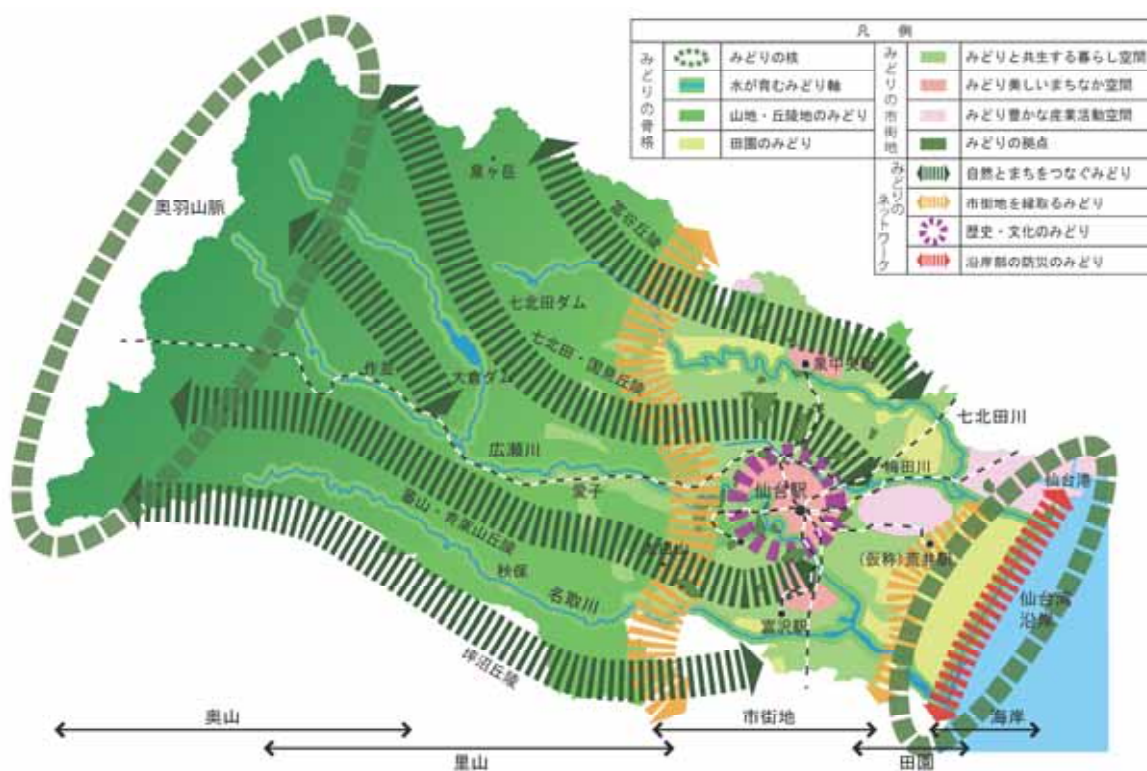 凡 例
みどりの骨格
みどりの核
水が育むみどり軸
山地・丘陵地のみどり
田園のみどり
みどりの市街地
みどりと共生する暮らし空間
みどり美しいまちなか空間
みどり豊かな産業活動空間
みどりの拠点
みどりのネットワーク
自然とまちをつなぐみどり
市街地を縁取るみどり
歴史・文化のみどり
沿岸部の防災のみどり
奥羽山脈
泉ヶ岳
富谷丘陵
七北田ダム
七北田・国見丘陵
作並
大倉ダム
泉中央駅
七北田川
広瀬川
愛子
梅田川
仙台港
仙台駅
蕃山・青葉山丘陵
秋保
名取川
(仮称)荒井駅
仙台湾
沿岸
富沢駅
坪沼丘陵
奥山
里山
市街地
田園
海岸